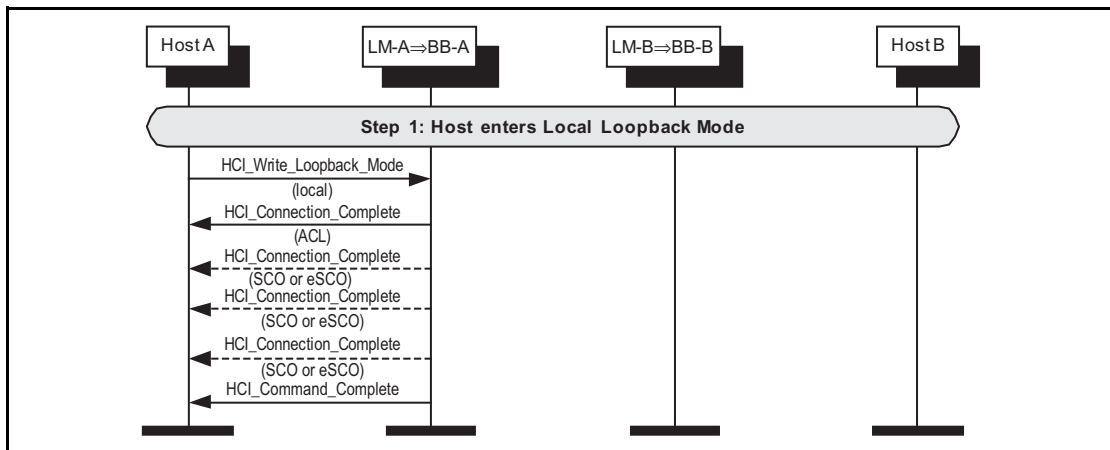 Host A
LM-A⇒BB-A
LM-B⇒BB-B
Host B
Step 1: Host enters Local Loopback Mode
HCI_Write_Loopback_Mode
(local)
HCI_Connection_Complete
(ACL)
HCI_Connection_Complete
(SCO or eSCO)
HCI_Connection_Complete
(SCO or eSCO)
HCI_Connection_Complete
(SCO or eSCO)
HCI_Command_Complete